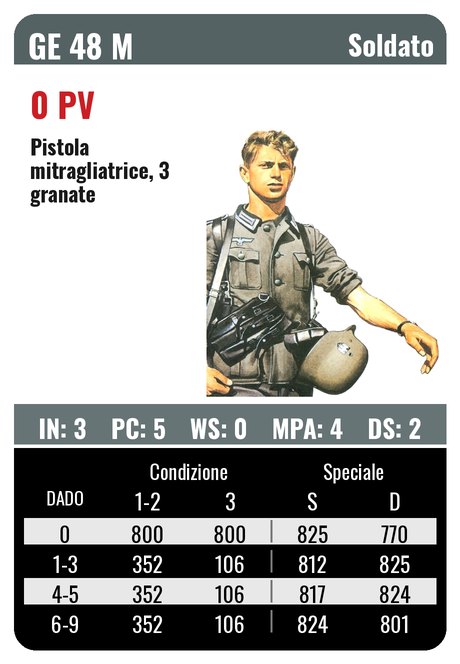 GE 48 M Soldato
0 PV
Pistola
mitragliatrice, 3
granate
IN: 3 PC: 5 WS: 0 MPA: 4 DS: 2
Condizione Speciale
DADO 1-2 3 S D
0 800 800 825 770
1-3 352 106 812 825
4-5 352 106 817 824
6-9 352 106 824 801